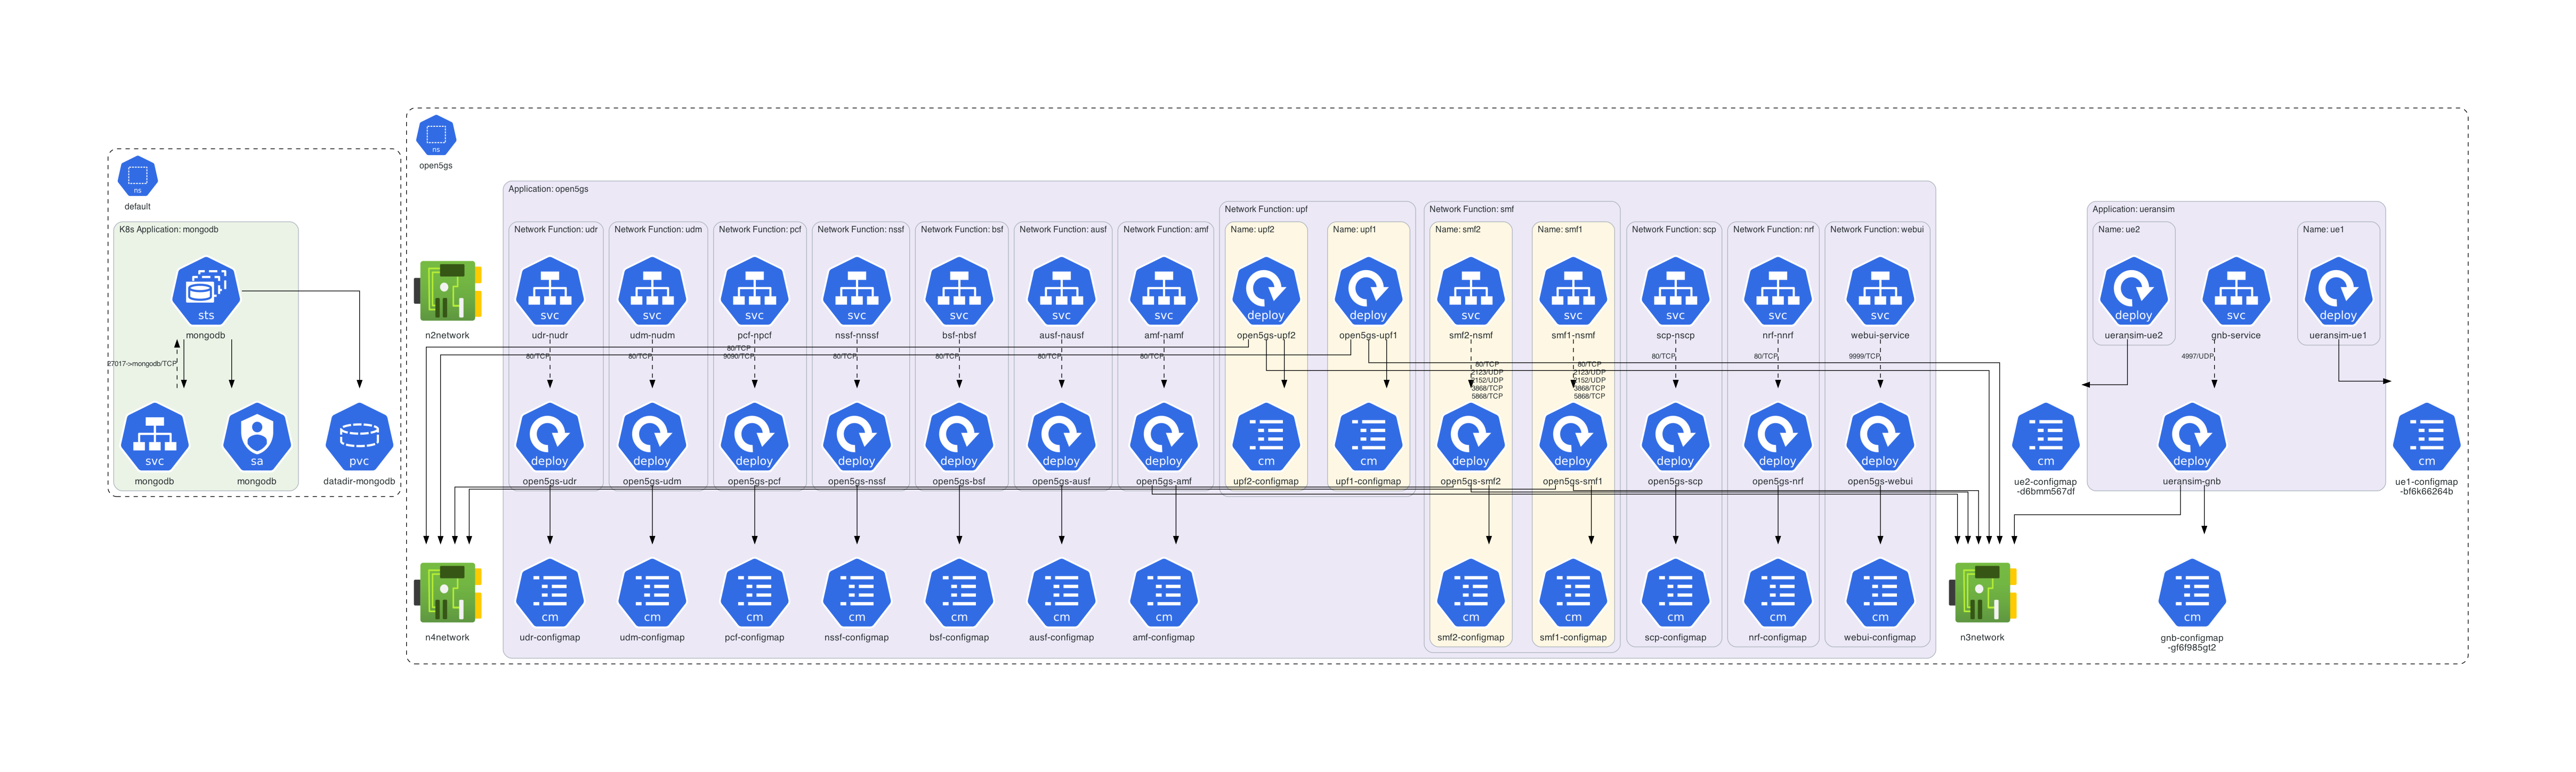 ns
open5gs
ns
default
Application: open5gs
Application: ueransim
Network Function: upf
Network Function: smf
K8s Application: mongodb
Network Function: udr
Network Function: udm
Network Function: pcf
Network Function: nssf
Network Function: bsf
Network Function: ausf
Network Function: amf
Name: upf2
Name: upf1
Name: smf2
Name: smf1
Network Function: scp
Network Function: nrf
Network Function: webui
Name: ue2
Name: ue1
sts
svc
svc
svc
svc
svc
svc
svc
deploy
deploy
svc
svc
svc
svc
svc
deploy
svc
deploy
mongodb
n2network
udr-nudr
udm-nudm
pcf-npcf
nssf-nnssf
bsf-nbsf
ausf-nausf
amf-namf
open5gs-upf2
open5gs-upf1
smf2-nsmf
smf1-nsmf
scp-nscp
nrf-nnrf
webui-service
ueransim-ue2
gnb-service
ueransim-ue1
27017->mongodb/TCP
80/TCP
80/TCP
80/TCP
9090/TCP
80/TCP
80/TCP
80/TCP
80/TCP
80/TCP
2123/UDP
2152/UDP
3868/TCP
5868/TCP
80/TCP
2123/UDP
2152/UDP
3868/TCP
5868/TCP
80/TCP
80/TCP
9999/TCP
4997/UDP
svc
sa
pvc
deploy
deploy
deploy
deploy
deploy
deploy
deploy
cm
cm
deploy
deploy
deploy
deploy
deploy
cm
deploy
cm
mongodb
mongodb
datadir-mongodb
open5gs-udr
open5gs-udm
open5gs-pcf
open5gs-nssf
open5gs-bsf
open5gs-ausf
open5gs-amf
upf2-configmap
upf1-configmap
open5gs-smf2
open5gs-smf1
open5gs-scp
open5gs-nrf
open5gs-webui
ue2-configmap
-d6bmm567df
ueransim-gnb
ue1-configmap
-bf6k66264b
cm
cm
cm
cm
cm
cm
cm
cm
cm
cm
cm
cm
cm
n4network
udr-configmap
udm-configmap
pcf-configmap
nssf-configmap
bsf-configmap
ausf-configmap
amf-configmap
smf2-configmap
smf1-configmap
scp-configmap
nrf-configmap
webui-configmap
n3network
gnb-configmap
-gf6f985gt2